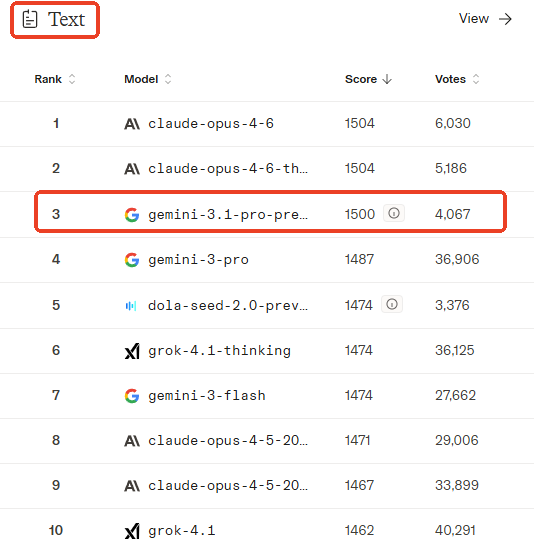 Text
View →
Rank Model Score ↓ Votes
1 claude-opus-4-6 1504 6,030
2 claude-opus-4-6-th… 1504 5,186
3 gemini-3.1-pro-pre… 1500 4,067
4 gemini-3-pro 1487 36,906
5 dola-seed-2.0-prev… 1474 3,376
6 grok-4.1-thinking 1474 36,125
7 gemini-3-flash 1474 27,662
8 claude-opus-4-5-20… 1471 29,006
9 claude-opus-4-5-20… 1467 33,899
10 grok-4.1 1462 40,291